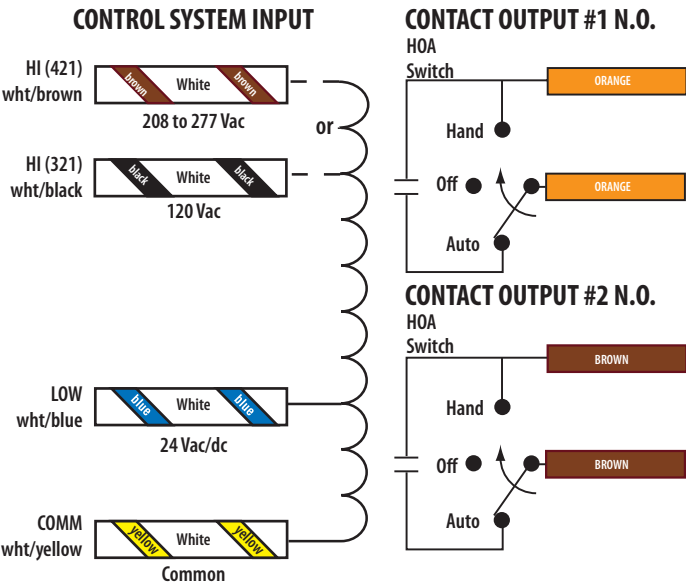 CONTROL SYSTEM INPUT
HI (421)
wht/brown
brown
White
brown
208 to 277 Vac
or
HI (321)
wht/black
black
White
black
120 Vac
LOW
wht/blue
blue
White
blue
24 Vac/dc
COMM
wht/yellow
yellow
White
yellow
Common
CONTACT OUTPUT #1 N.O.
HOA
Switch
ORANGE
Hand
Off
ORANGE
Auto
CONTACT OUTPUT #2 N.O.
HOA
Switch
BROWN
Hand
Off
BROWN
Auto